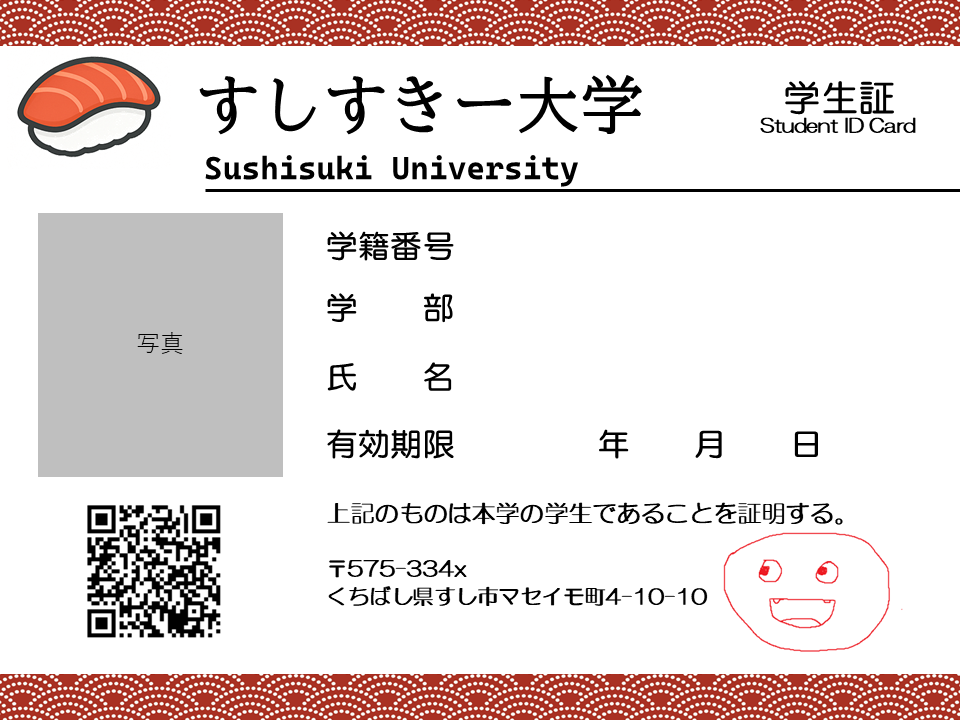 すしすきー大学
学生証
Student ID Card
Sushisuki University
写真
学籍番号
学　部
氏　名
有効期限　年　月　日
上記のものは本学の学生であることを証明する。
〒575-334x
くちばし県すし市マセイモ町4-10-10